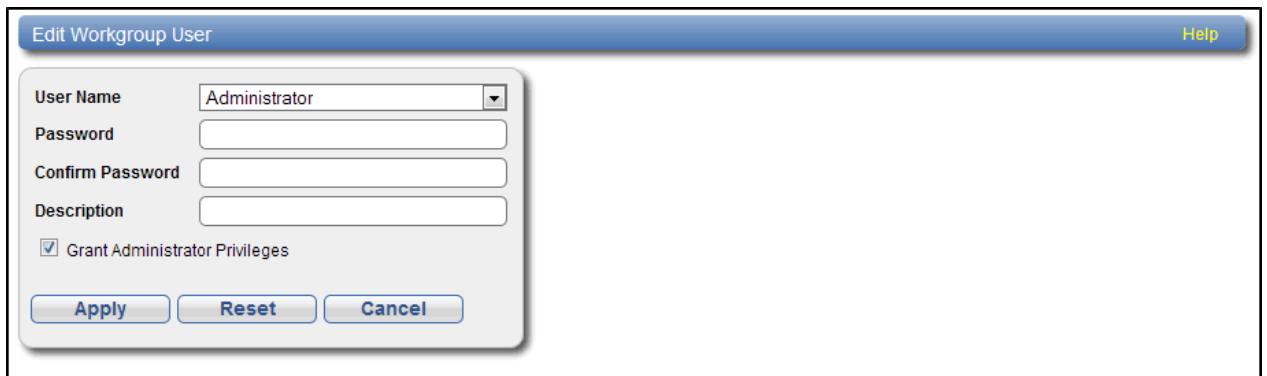 Edit Workgroup User Help
User Name Administrator
Password
Confirm Password
Description
Grant Administrator Privileges
Apply Reset Cancel